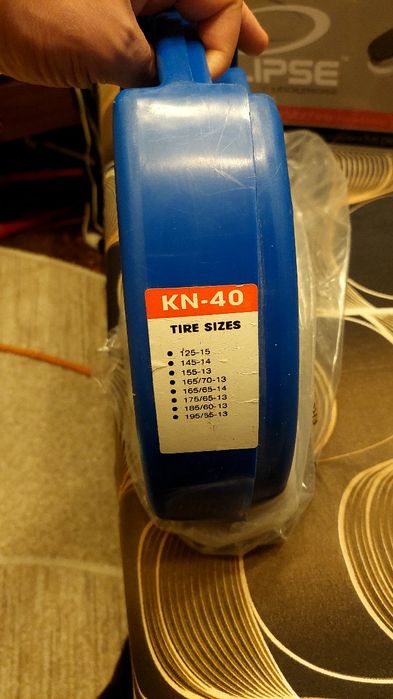 LIPSE
KN-40
TIRE SIZES
• 125-15
• 145-14
• 155-13
• 165/70-13
• 165/65-14
• 175/65-13
• 185/60-13
• 195/55-13